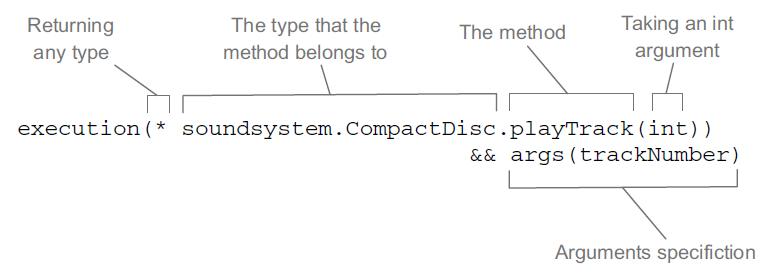 Returning
any type
The type that the
method belongs to
The method
Taking an int
argument
execution(* soundsystem.CompactDisc.playTrack(int))
&& args(trackNumber)
Arguments specifiction